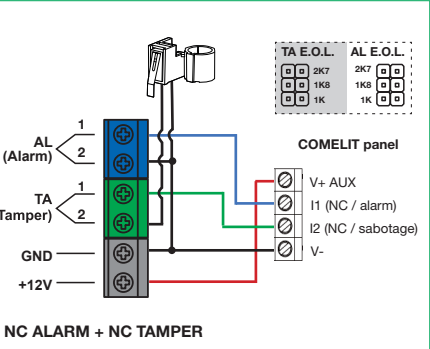 TA E.O.L. AL E.O.L.
2K7 2K7
1K8 1K8
1K 1K
COMELIT panel
AL
(Alarm)
1
2
TA
Tamper)
1
2
GND
+12V
V+ AUX
I1 (NC / alarm)
I2 (NC / sabotage)
V-
NC ALARM + NC TAMPER